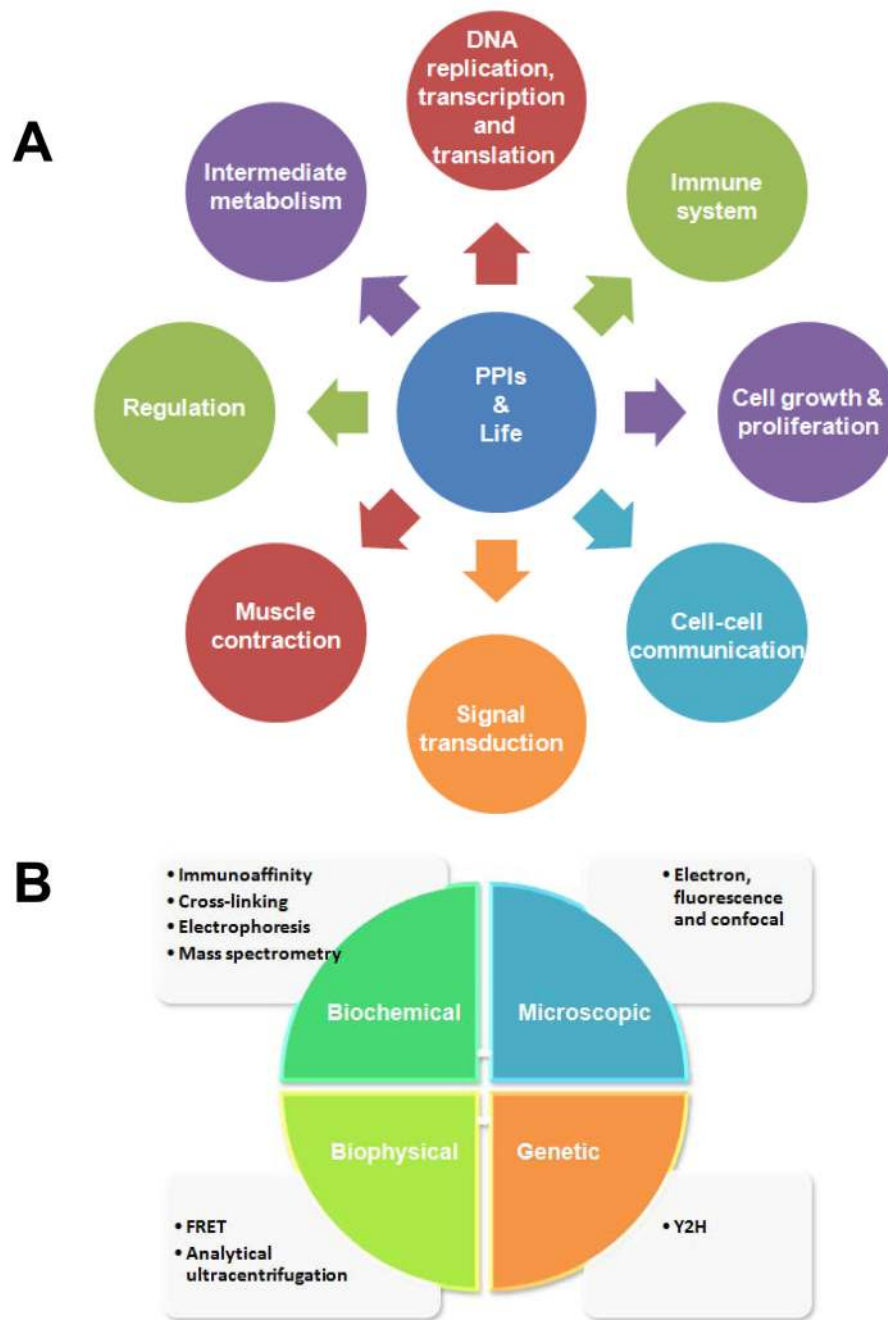 A
DNA
replication,
transcription
and
translation
Intermediate
metabolism
Immune
system
Regulation
PPIs
&
Life
Cell growth &
proliferation
Muscle
contraction
Cell-cell
communication
Signal
transduction
B
• Immunoaffinity
• Cross-linking
• Electrophoresis
• Mass spectrometry
• Electron,
fluorescence
and confocal
Biochemical
Microscopic
Biophysical
Genetic
• FRET
• Analytical
ultracentrifugation
• Y2H